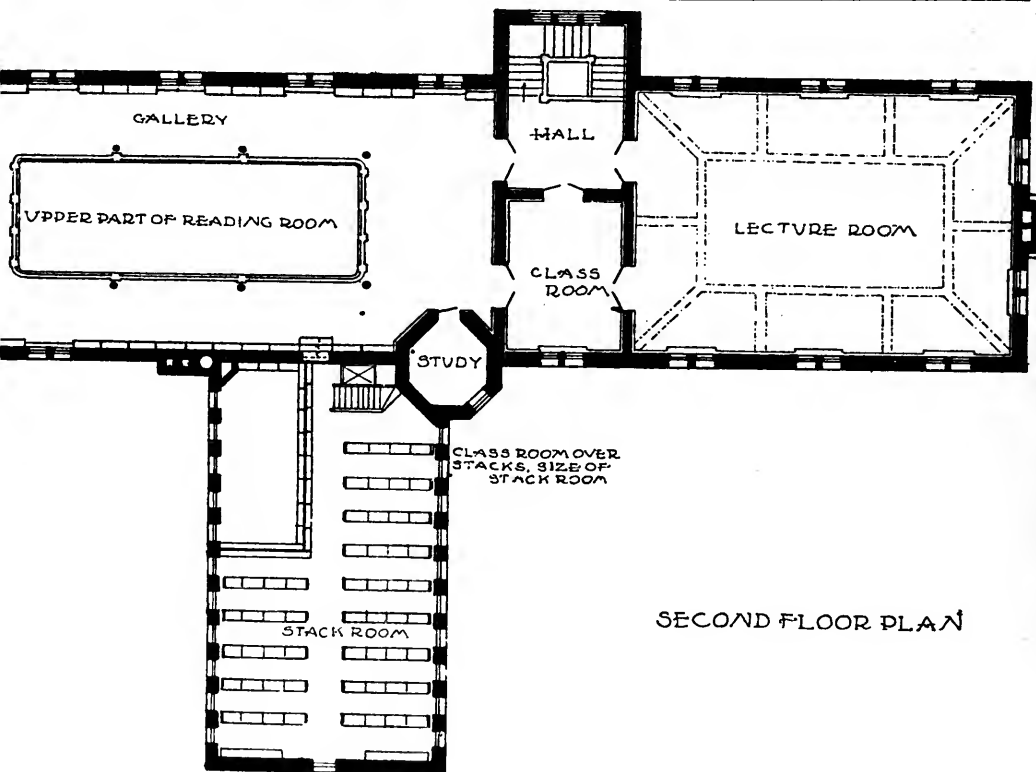 GALLERY
HALL
UPPER PART OF READING ROOM
LECTURE ROOM
CLASS
ROOM
STUDY
CLASS ROOM OVER
STACKS, SIZE OF
STACK ROOM
STACK ROOM
SECOND FLOOR PLAN